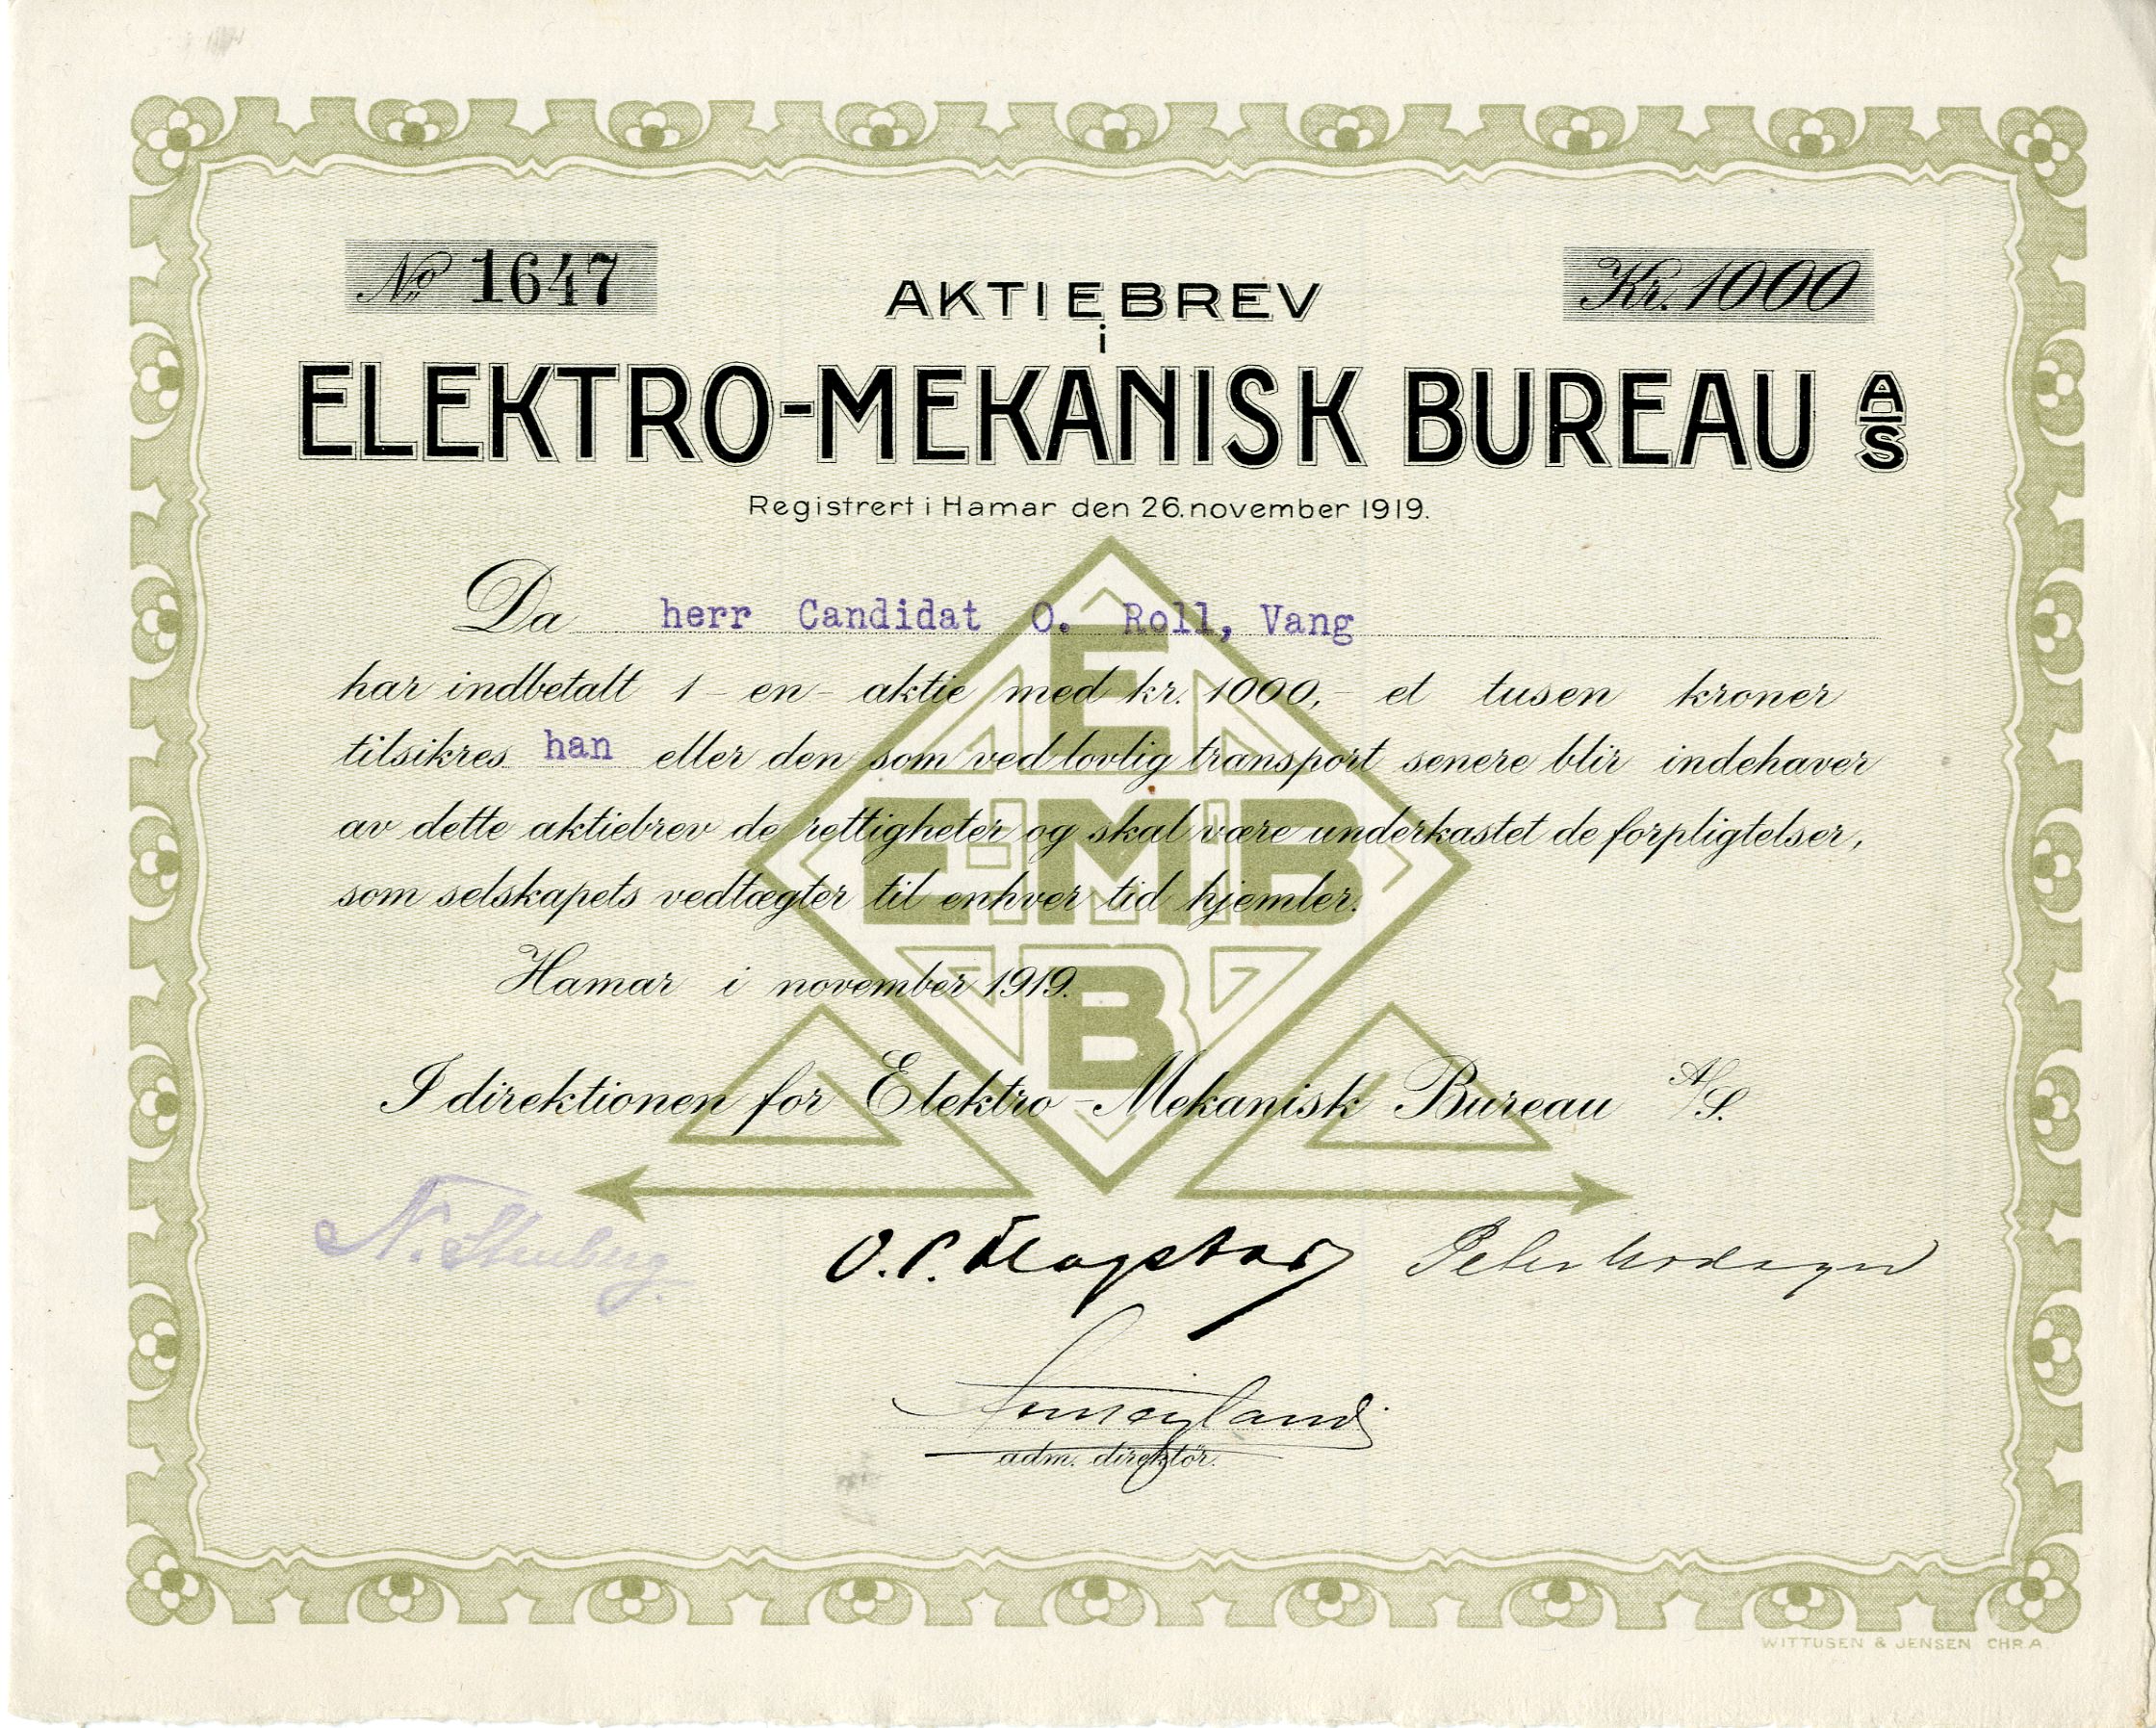 No 1647
Kr. 1000
AKTIEBREV
i
ELEKTRO-MEKANISK BUREAU A/S
Registrert i Hamar den 26. november 1919.
Da herr Candidat O. Roll, Vang
har indbetalt 1 - en - aktie med kr. 1000,- et tusen kroner
tilsikres han eller den som ved lovlig transport senere blir indehaver
av dette aktiebrev de rettigheter og skal være underkastet de forpligtelser,
som selskapets vedtægter til enhver tid hjemler.
Hamar i november 1919.
I direktionen for Elektro-Mekanisk Bureau A/S.
E
EMB
B
N.
O. P.
Peter
adm. direktör.
WITTUSEN & JENSEN CHR.A.